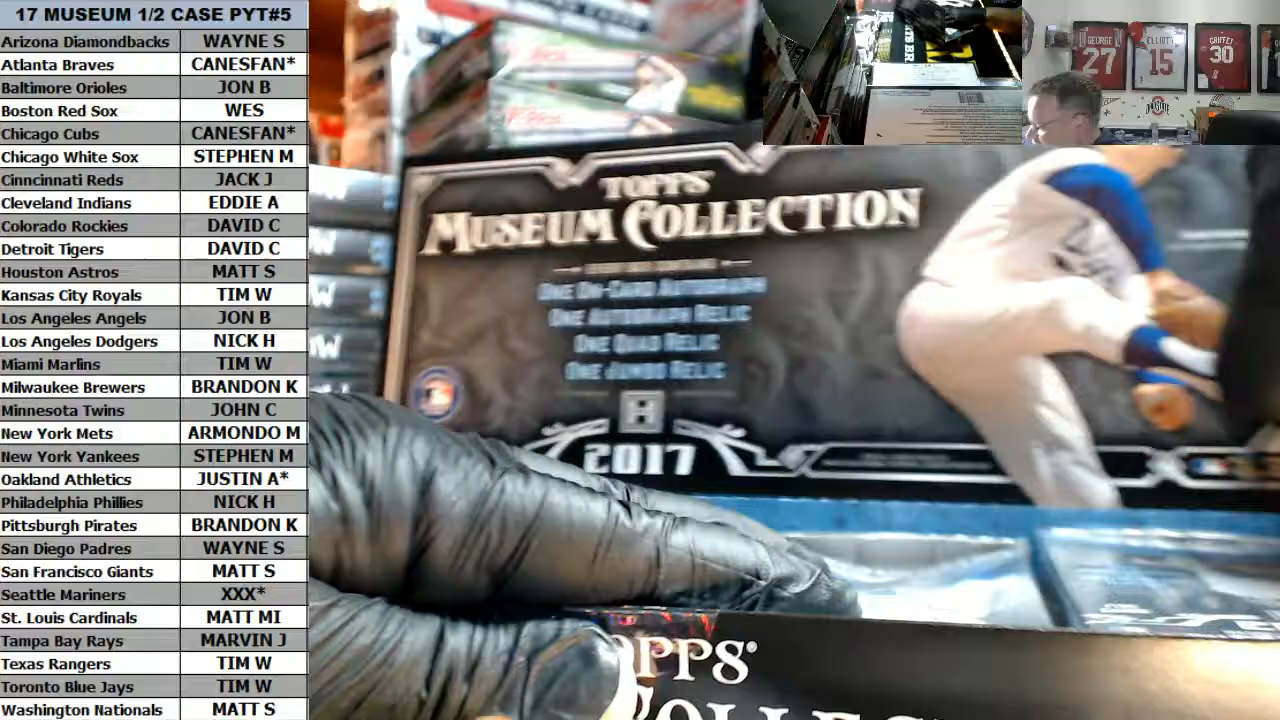 17 MUSEUM 1/2 CASE PYT#5
Arizona Diamondbacks WAYNE S
Atlanta Braves CANESFAN*
Baltimore Orioles JON B
Boston Red Sox WES
Chicago Cubs CANESFAN*
Chicago White Sox STEPHEN M
Cinncinnati Reds JACK J
Cleveland Indians EDDIE A
Colorado Rockies DAVID C
Detroit Tigers DAVID C
Houston Astros MATT S
Kansas City Royals TIM W
Los Angeles Angels JON B
Los Angeles Dodgers NICK H
Miami Marlins TIM W
Milwaukee Brewers BRANDON K
Minnesota Twins JOHN C
New York Mets ARMONDO M
New York Yankees STEPHEN M
Oakland Athletics JUSTIN A*
Philadelphia Phillies NICK H
Pittsburgh Pirates BRANDON K
San Diego Padres WAYNE S
San Francisco Giants MATT S
Seattle Mariners XXX*
St. Louis Cardinals MATT MI
Tampa Bay Rays MARVIN J
Texas Rangers TIM W
Toronto Blue Jays TIM W
Washington Nationals MATT S
TOPPS
MUSEUM COLLECTION
ONE ON-CARD AUTOGRAPH
ONE AUTOGRAPH RELIC
ONE QUAD RELIC
ONE JUMBO RELIC
H
2017
GEORGE
27
ELLIOTT
15
30